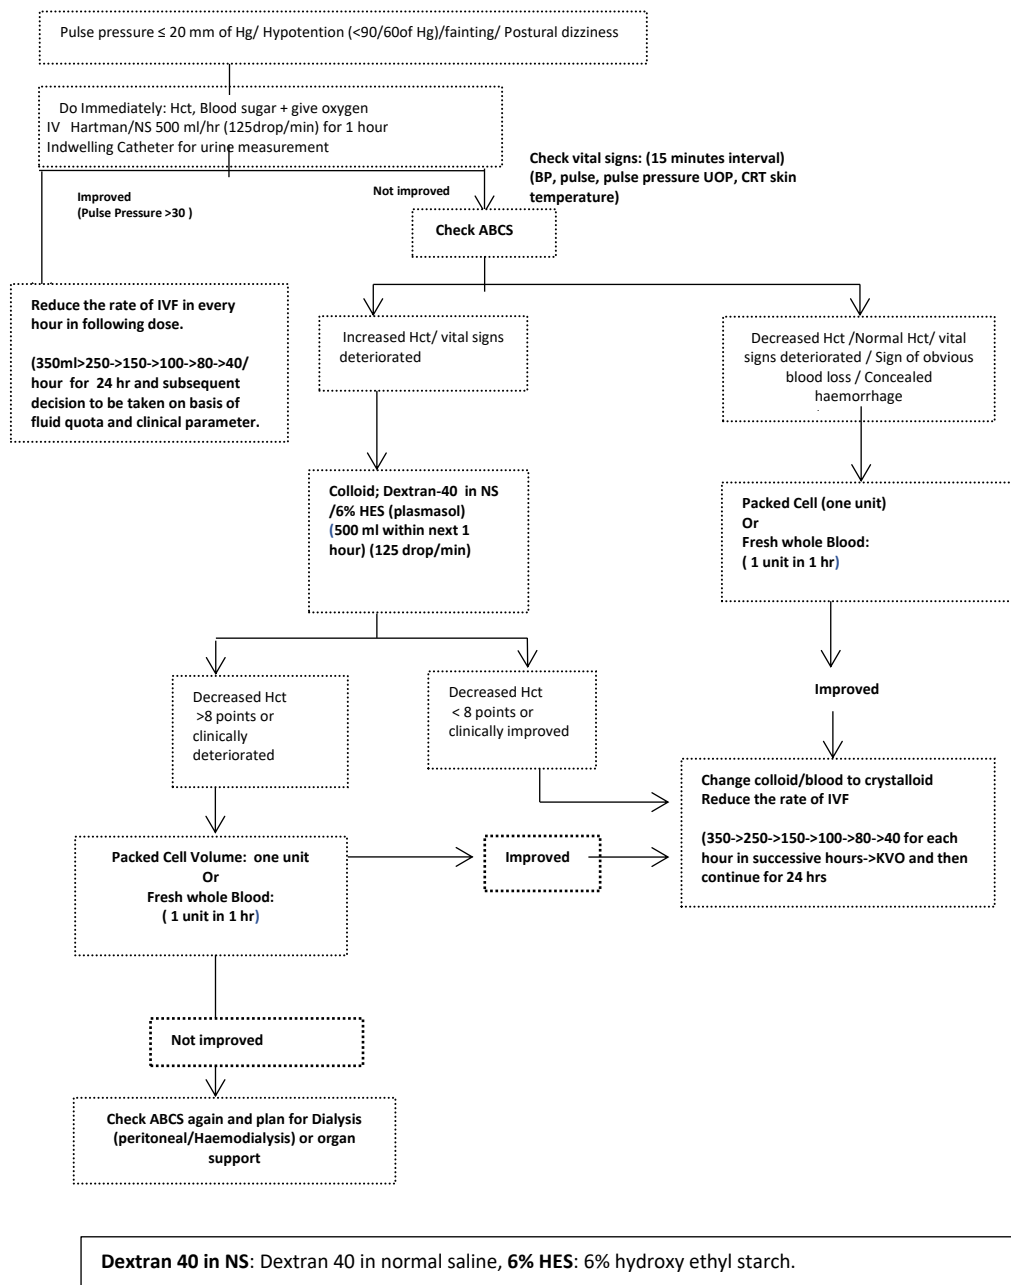 Pulse pressure ≤ 20 mm of Hg/ Hypotention (<90/60of Hg)/fainting/ Postural dizziness
Do Immediately: Hct, Blood sugar + give oxygen
IV Hartman/NS 500 ml/hr (125drop/min) for 1 hour
Indwelling Catheter for urine measurement
Check vital signs: (15 minutes interval)
(BP, pulse, pulse pressure UOP, CRT skin
temperature)
Improved
(Pulse Pressure >30 )
Not improved
Check ABCS
Reduce the rate of IVF in every
hour in following dose.
(350ml>250->150->100->80->40/
hour for 24 hr and subsequent
decision to be taken on basis of
fluid quota and clinical parameter.
Increased Hct/ vital signs
deteriorated
Decreased Hct /Normal Hct/ vital
signs deteriorated / Sign of obvious
blood loss / Concealed
haemorrhage
Colloid; Dextran-40 in NS
/6% HES (plasmasol)
(500 ml within next 1
hour) (125 drop/min)
Packed Cell (one unit)
Or
Fresh whole Blood:
( 1 unit in 1 hr)
Decreased Hct
>8 points or
clinically
deteriorated
Decreased Hct
< 8 points or
clinically improved
Improved
Change colloid/blood to crystalloid
Reduce the rate of IVF
(350->250->150->100->80->40 for each
hour in successive hours->KVO and then
continue for 24 hrs
Packed Cell Volume: one unit
Or
Fresh whole Blood:
( 1 unit in 1 hr)
Improved
Not improved
Check ABCS again and plan for Dialysis
(peritoneal/Haemodialysis) or organ
support
Dextran 40 in NS: Dextran 40 in normal saline, 6% HES: 6% hydroxy ethyl starch.